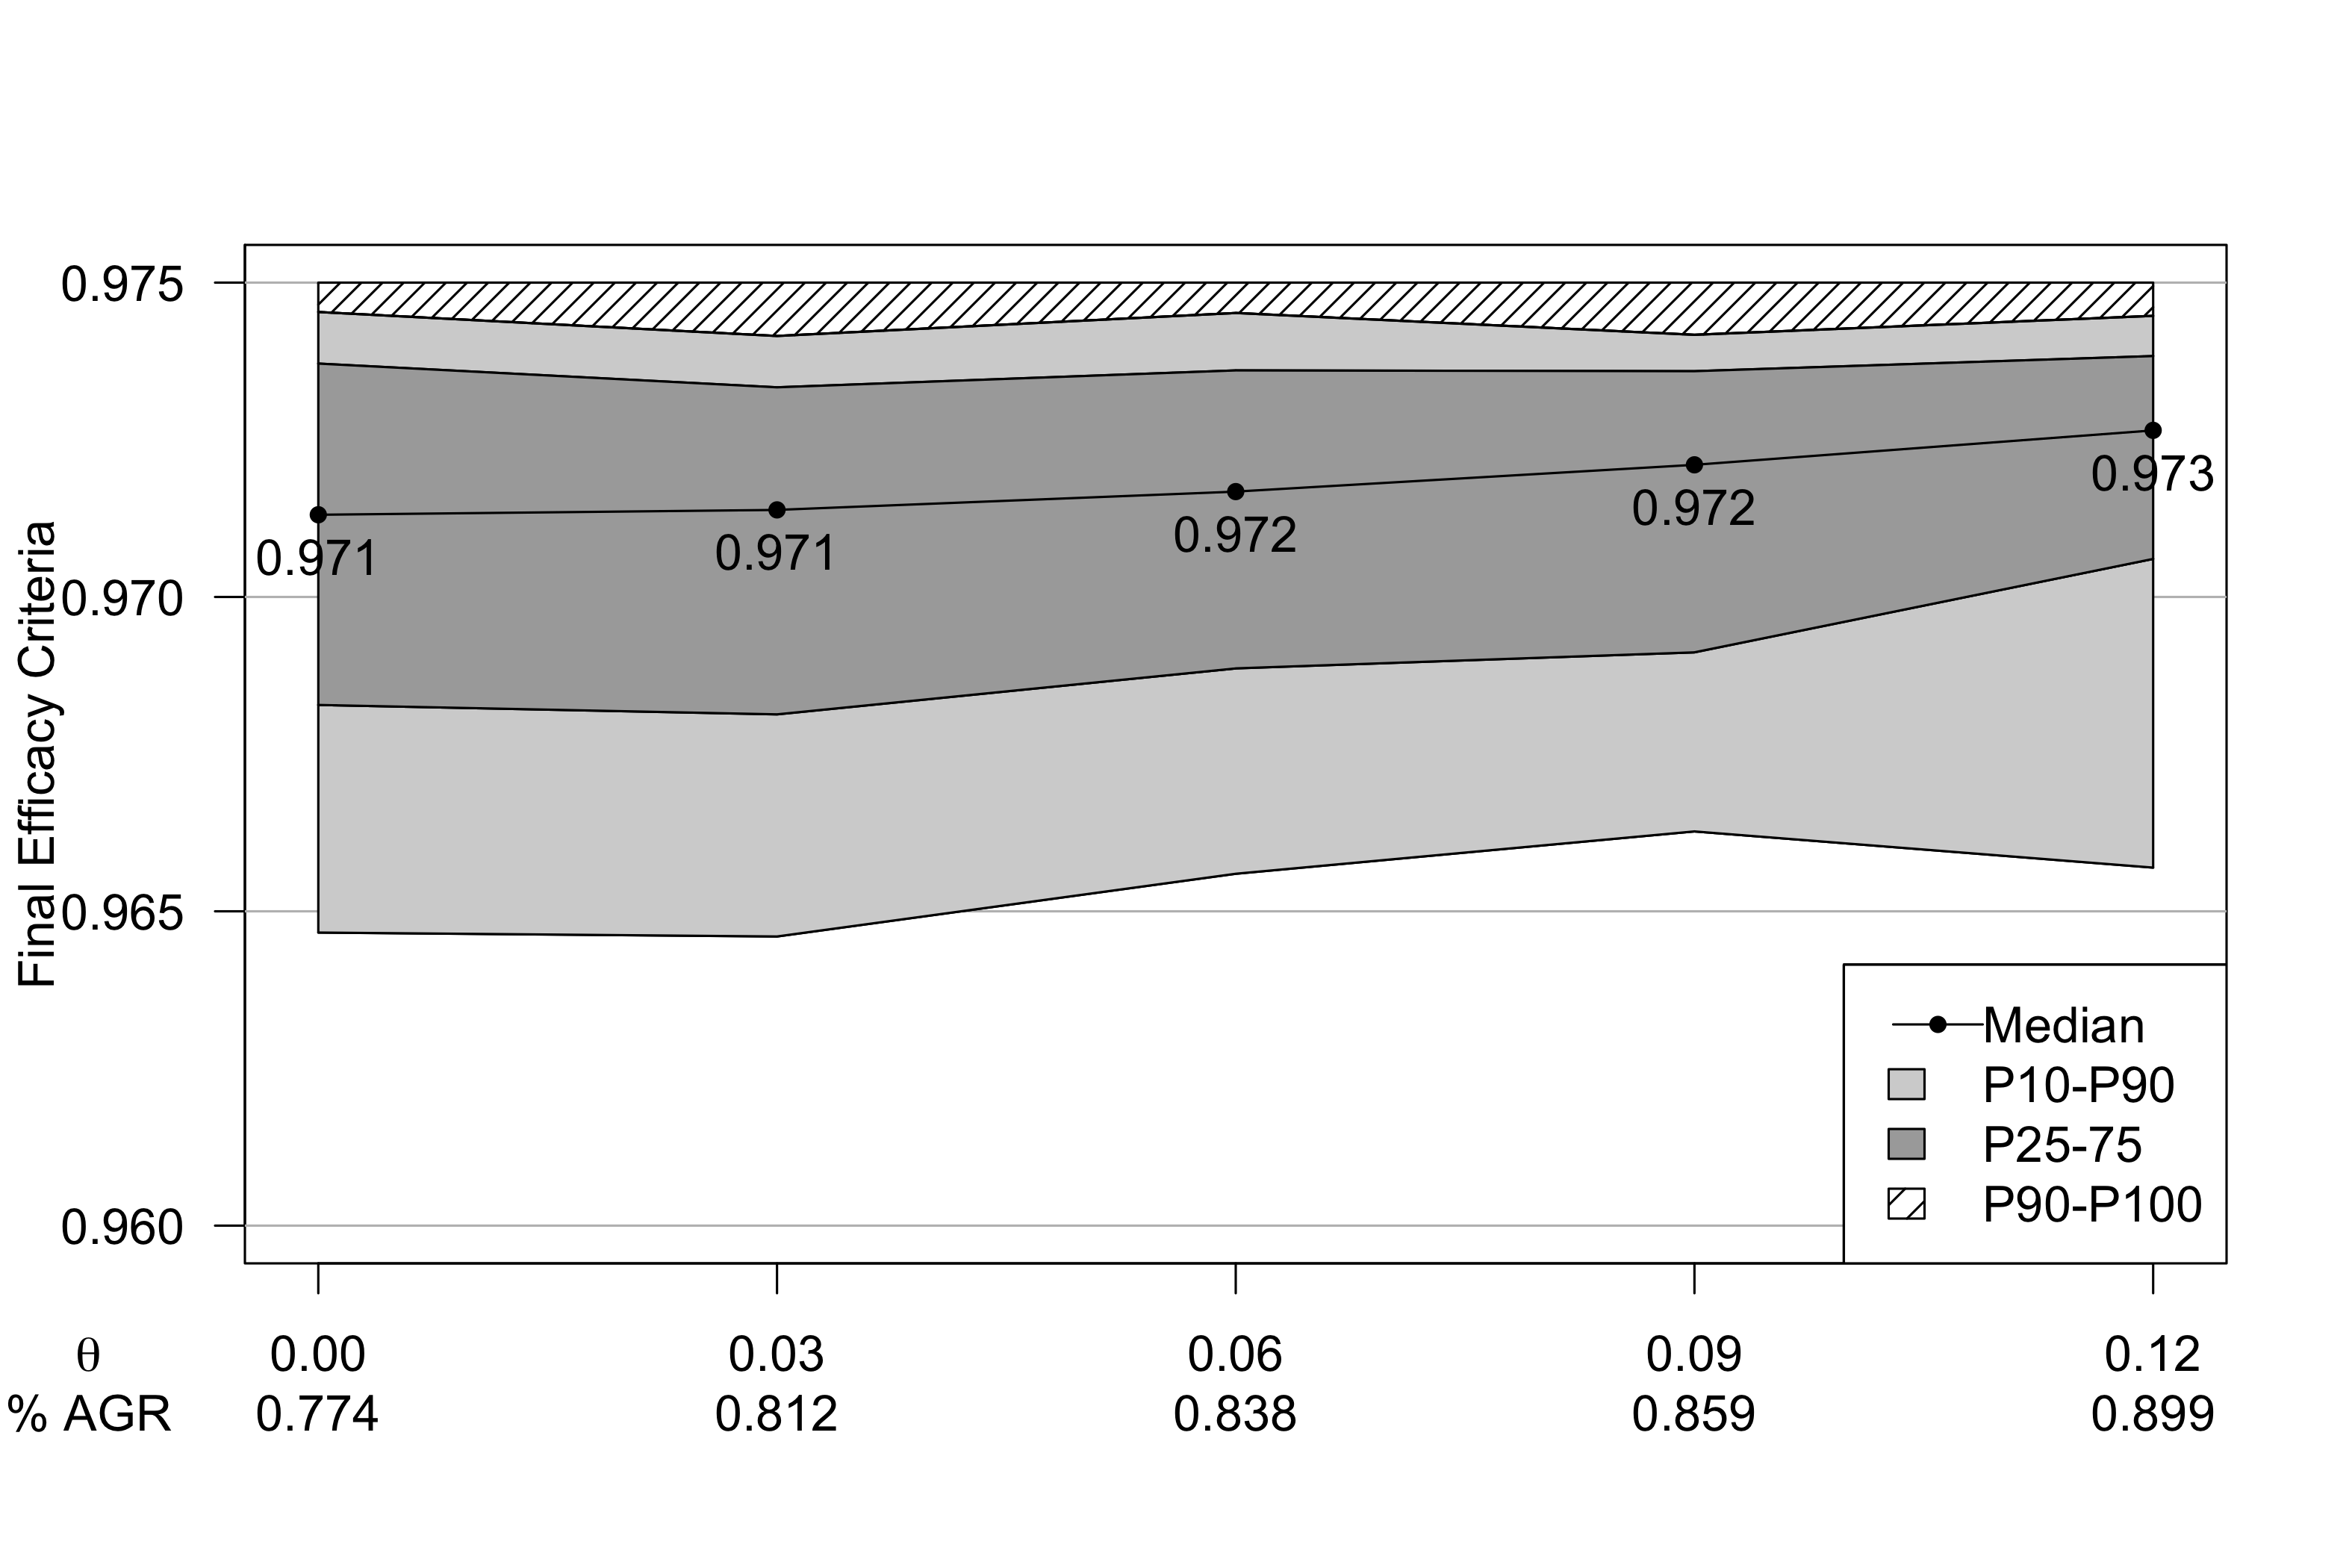 Final Efficacy Criteria
0.975
0.970
0.965
0.960
0.971
0.971
0.972
0.972
0.973
Median
P10-P90
P25-75
P90-P100
θ 0.00 0.03 0.06 0.09 0.12
% AGR 0.774 0.812 0.838 0.859 0.899